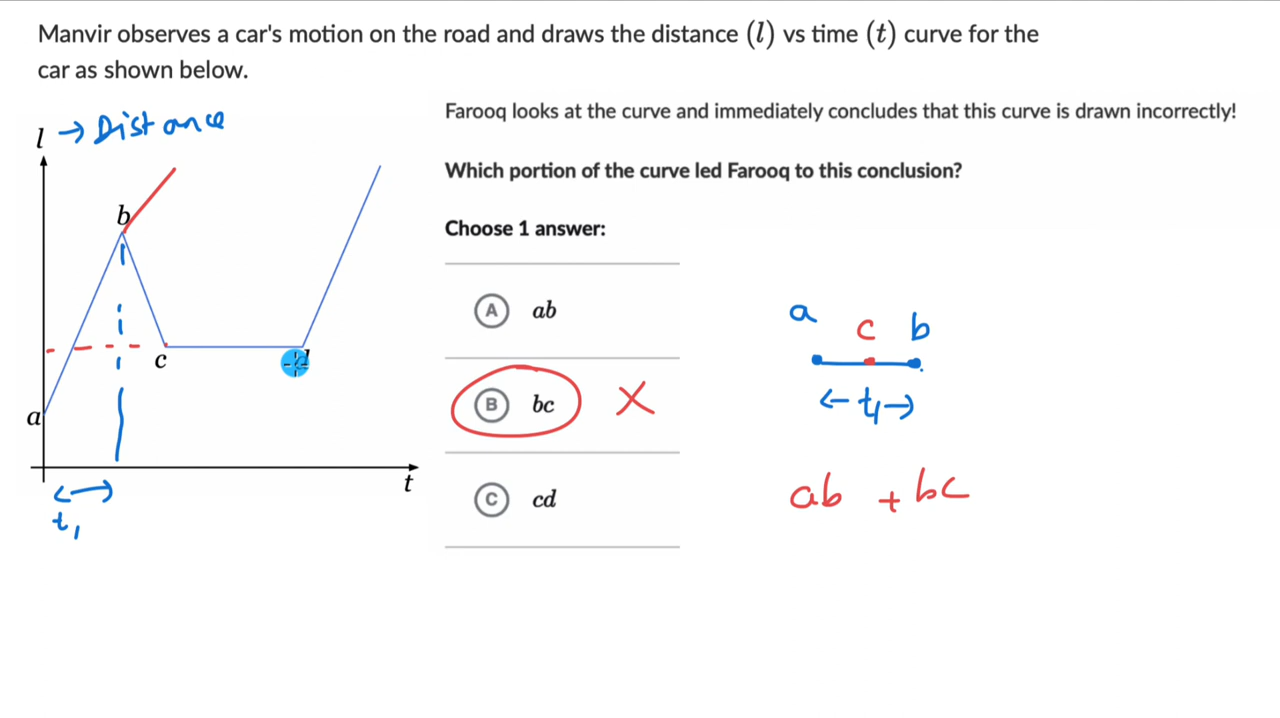 Manvir observes a car's motion on the road and draws the distance (l) vs time (t) curve for the
car as shown below.
l → Distance
Farooq looks at the curve and immediately concludes that this curve is drawn incorrectly!
Which portion of the curve led Farooq to this conclusion?
Choose 1 answer:
b
c
a
t
t₁
A ab
B bc X
C cd
a c b
← t₁ →
ab + bc